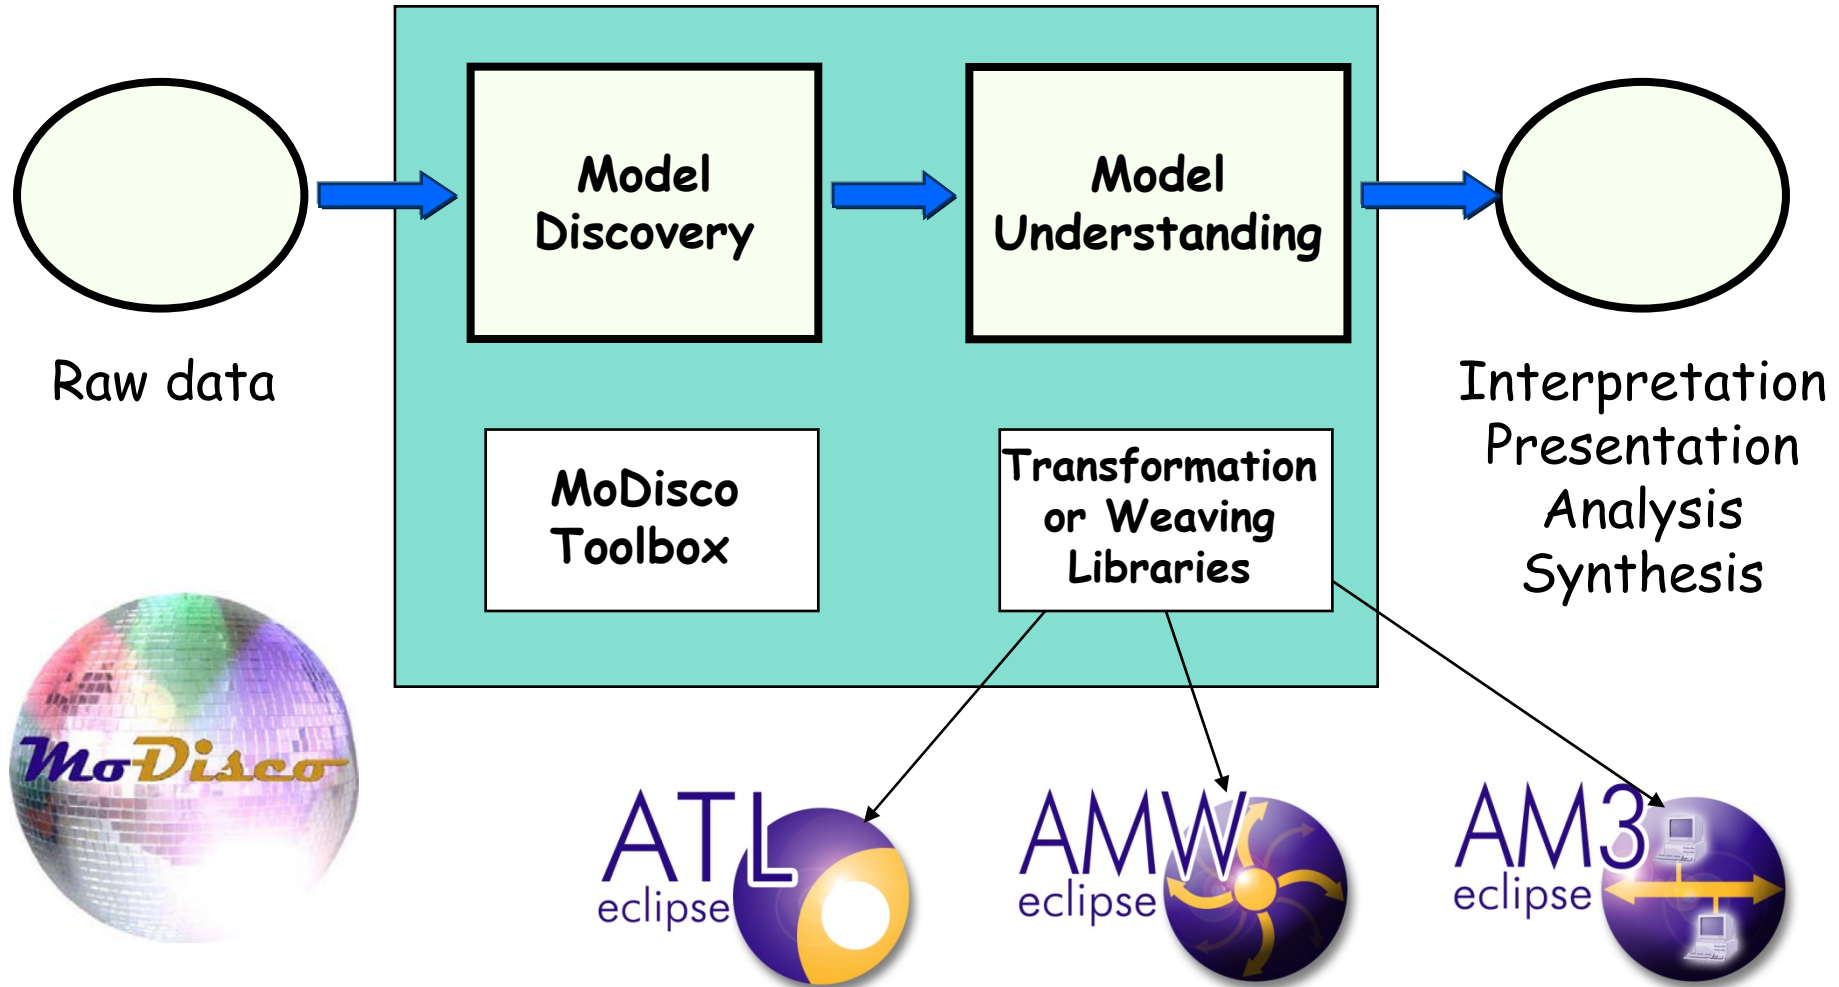 Model
Discovery
Model
Understanding
Raw data
Interpretation
Presentation
Analysis
Synthesis
MoDisco
Toolbox
Transformation
or Weaving
Libraries
MoDisco
ATL
eclipse
AMW
eclipse
AM3
eclipse